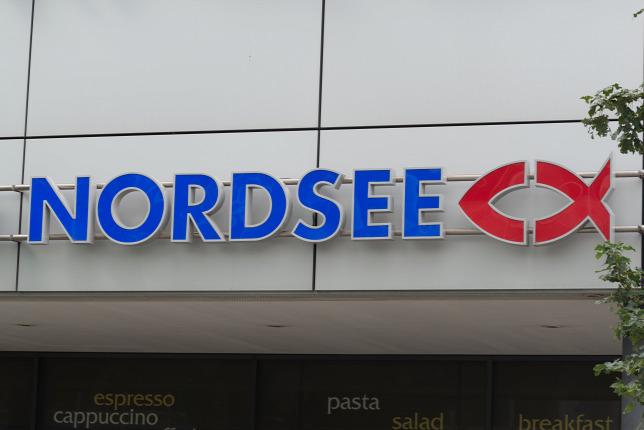 NORDSEE
espresso
cappuccino
pasta
salad
breakfast